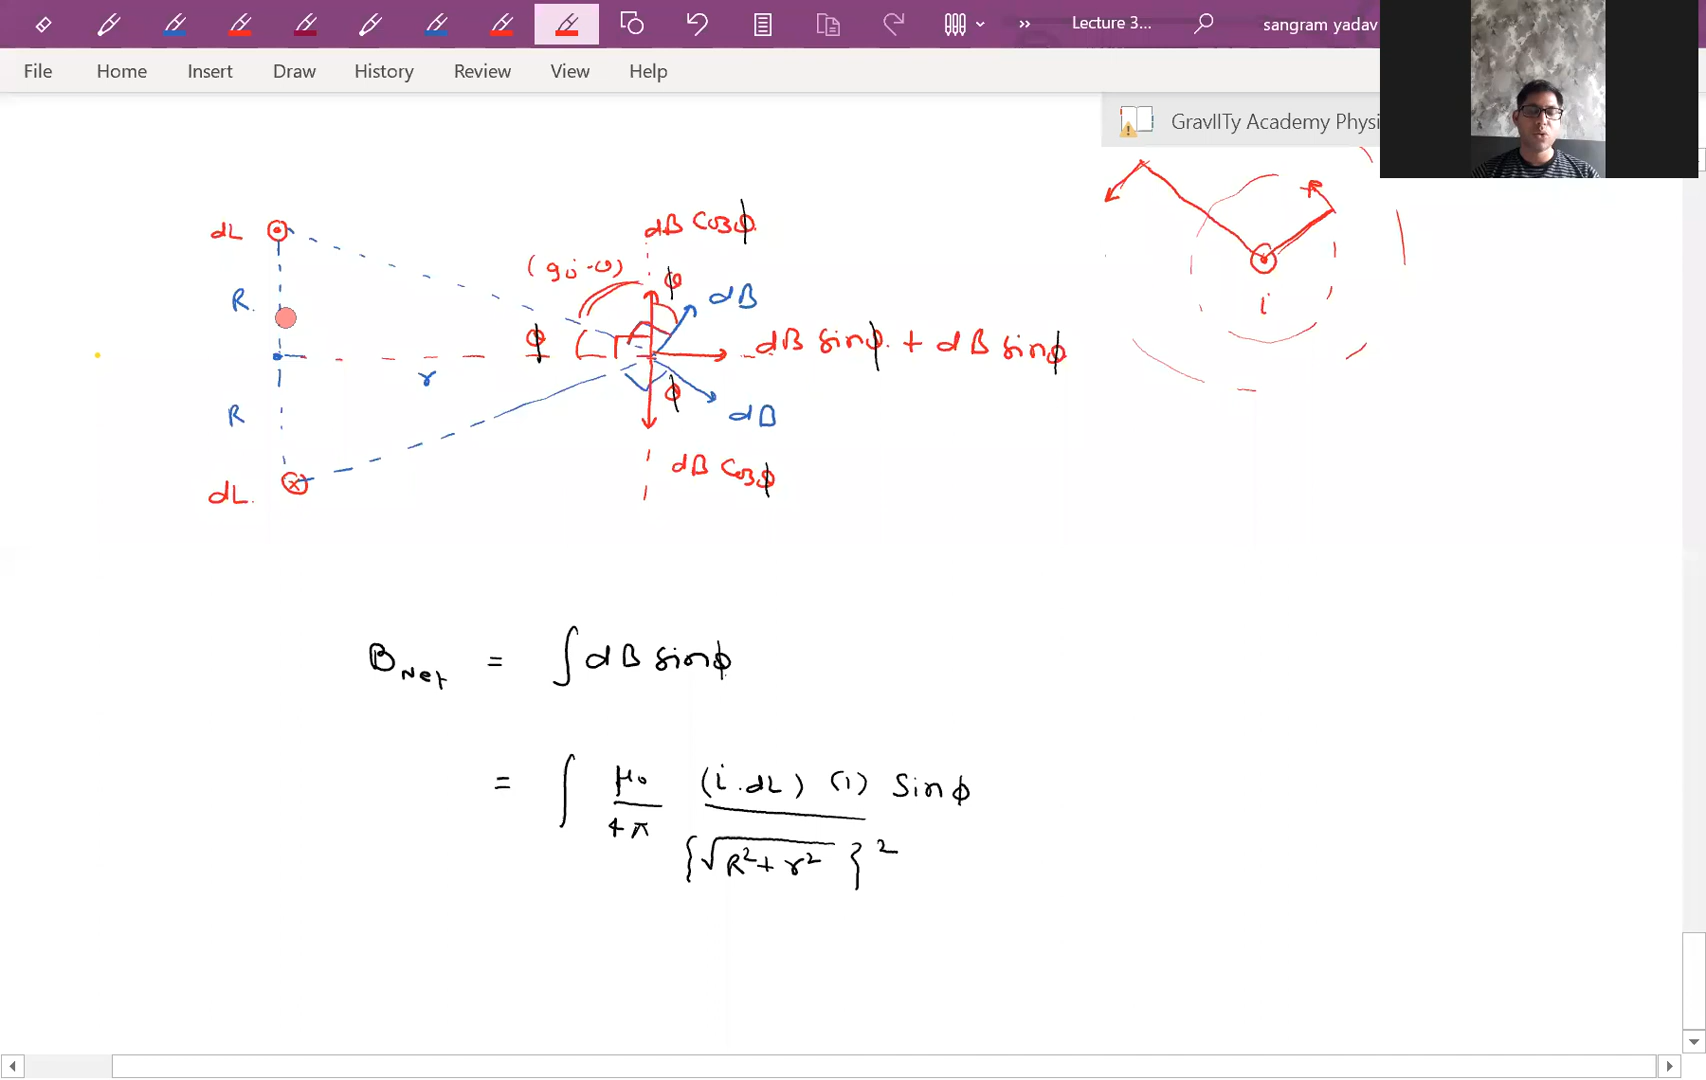 Lecture 3...
sangram yadav
File Home Insert Draw History Review View Help
GravIITy Academy Physi
dB Cosϕ
dL
(90-θ)
ϕ
R
dB
i
ϕ
dB sinϕ + dB sinϕ
r
ϕ
R
dB
dB Cosϕ
dL
B Net = ∫ dB sinϕ
= ∫ μ₀/4π (i.dL) (1) Sinϕ / {√R²+r²}²